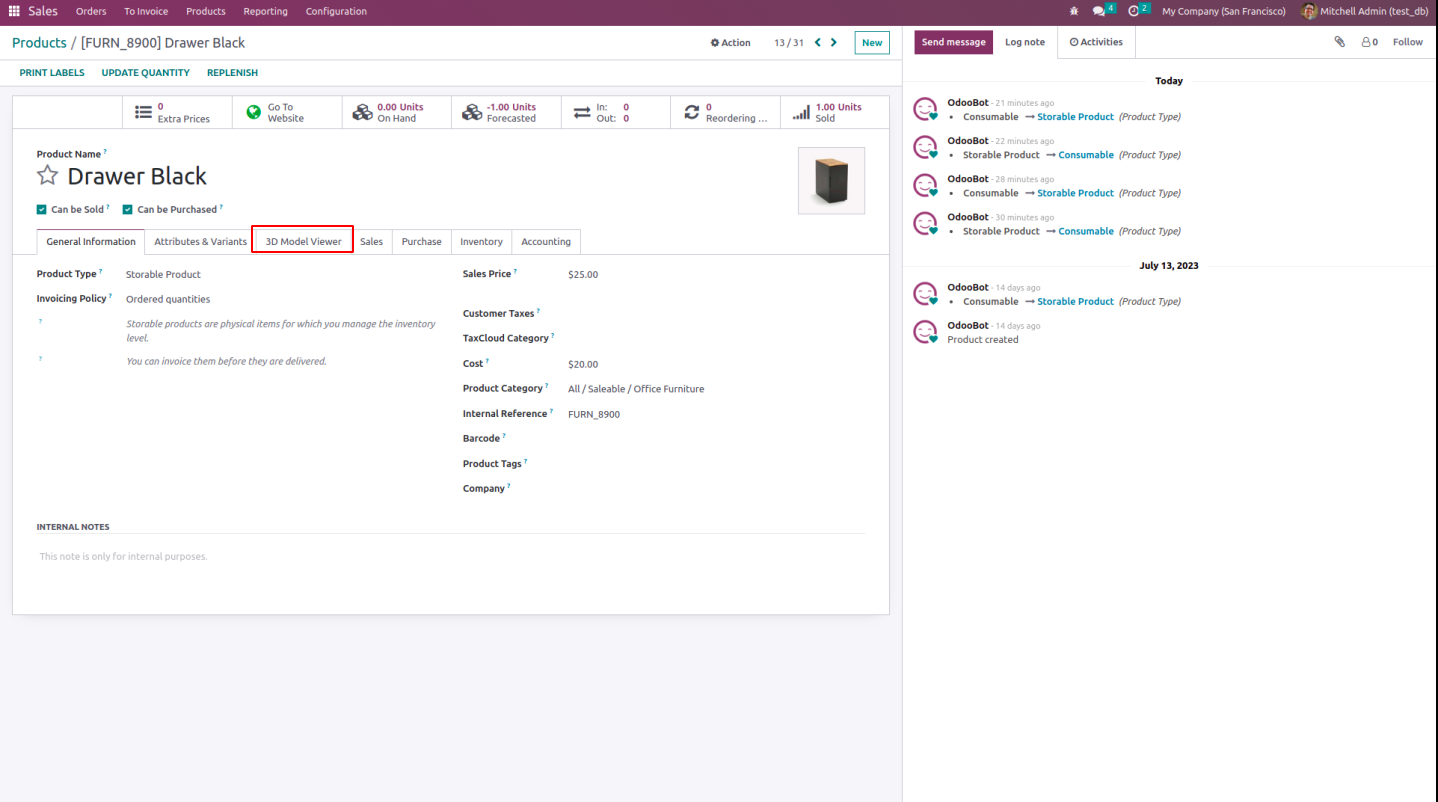 Sales Orders To Invoice Products Reporting Configuration 4 2 My Company (San Francisco) Mitchell Admin (test_db)
Products / [FURN_8900] Drawer Black Action 13 / 31 New
PRINT LABELS UPDATE QUANTITY REPLENISH
0 Extra Prices
Go To Website
0.00 Units On Hand
-1.00 Units Forecasted
In: 0
Out: 0
0 Reordering ...
1.00 Units Sold
Product Name ?
Drawer Black
Can be Sold ? Can be Purchased ?
General Information Attributes & Variants 3D Model Viewer Sales Purchase Inventory Accounting
Product Type ? Storable Product
Invoicing Policy ? Ordered quantities
? Storable products are physical items for which you manage the inventory
level.
? You can invoice them before they are delivered.
Sales Price ? $25.00
Customer Taxes ?
TaxCloud Category ?
Cost ? $20.00
Product Category ? All / Saleable / Office Furniture
Internal Reference ? FURN_8900
Barcode ?
Product Tags ?
Company ?
INTERNAL NOTES
This note is only for internal purposes.
Send message Log note Activities 0 Follow
Today
OdooBot - 21 minutes ago
• Consumable → Storable Product (Product Type)
OdooBot - 22 minutes ago
• Storable Product → Consumable (Product Type)
OdooBot - 28 minutes ago
• Consumable → Storable Product (Product Type)
OdooBot - 30 minutes ago
• Storable Product → Consumable (Product Type)
July 13, 2023
OdooBot - 14 days ago
• Consumable → Storable Product (Product Type)
OdooBot - 14 days ago
Product created